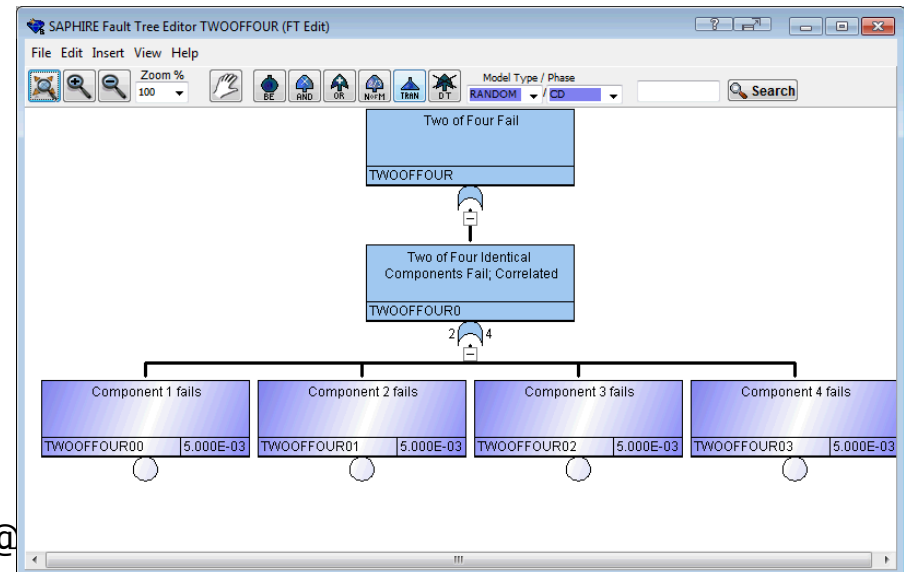 SAPHIRE Fault Tree Editor TWOOFFOUR (FT Edit)
File Edit Insert View Help
Zoom %
100
BE AND OR N or M TRAN DT
Model Type / Phase
RANDOM / CD
Search
Two of Four Fail
TWOOFFOUR
Two of Four Identical
Components Fail; Correlated
TWOOFFOUR0
2 4
Component 1 fails Component 2 fails Component 3 fails Component 4 fails
TWOOFFOUR00 5.000E-03 TWOOFFOUR01 5.000E-03 TWOOFFOUR02 5.000E-03 TWOOFFOUR03 5.000E-03
@